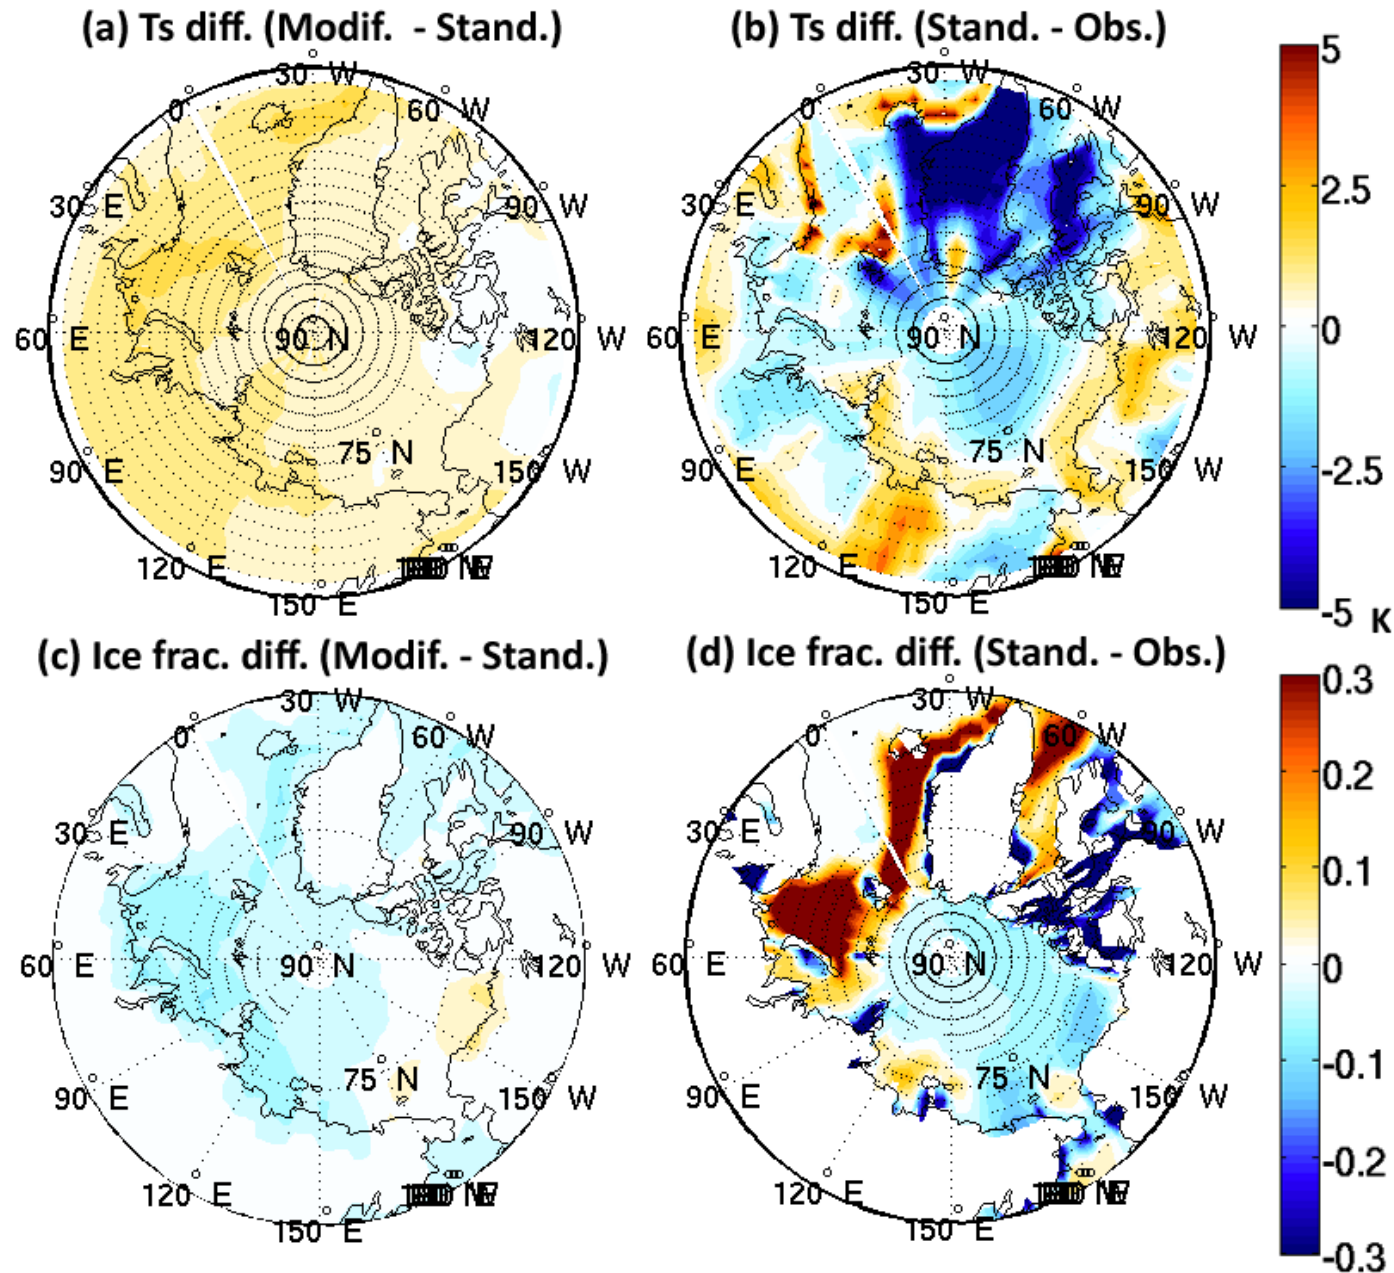 (a) Ts diff. (Modif. - Stand.)
(b) Ts diff. (Stand. - Obs.)
30 W
0
60 W
30 E
90 W
60 E
90 N
120 W
75 N
90 E
150 W
120 E
150 E
30 W
0
60 W
30 E
90 W
60 E
90 N
120 W
75 N
90 E
150 W
120 E
150 E
5
2.5
0
-2.5
-5
K
(c) Ice frac. diff. (Modif. - Stand.)
(d) Ice frac. diff. (Stand. - Obs.)
30 W
0
60 W
30 E
90 W
60 E
90 N
120 W
75 N
90 E
150 W
120 E
150 E
30 W
0
60 W
30 E
90 W
60 E
90 N
120 W
75 N
90 E
150 W
120 E
150 E
0.3
0.2
0.1
0
-0.1
-0.2
-0.3